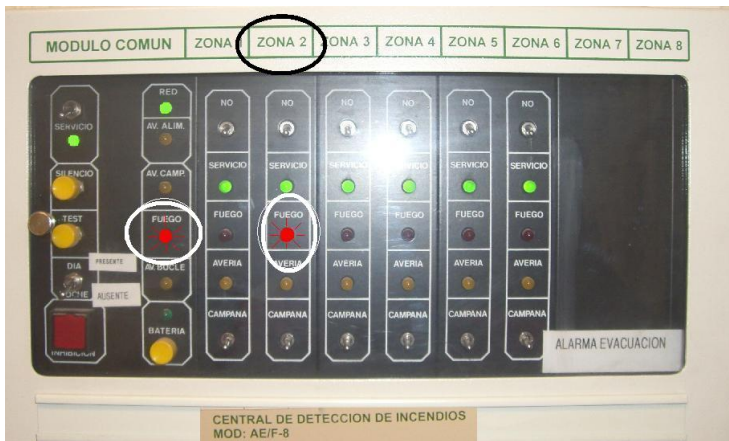 MODULO COMUN ZONA ZONA 2 ZONA 3 ZONA 4 ZONA 5 ZONA 6 ZONA 7 ZONA 8
RED
NO NO NO NO NO NO
SERVICIO AV. ALIM.
SILENCIO AV. CAMP. SERVICIO SERVICIO SERVICIO SERVICIO SERVICIO SERVICIO
TEST FUEGO FUEGO FUEGO FUEGO FUEGO FUEGO FUEGO
DIA PRESENTE AV. BUCLE AVERIA AVERIA AVERIA AVERIA AVERIA AVERIA
NOCHE AUSENTE
BATERIA CAMPANA CAMPANA CAMPANA CAMPANA CAMPANA CAMPANA
INHIBICION
ALARMA EVACUACION
CENTRAL DE DETECCION DE INCENDIOS
MOD: AE/F-8